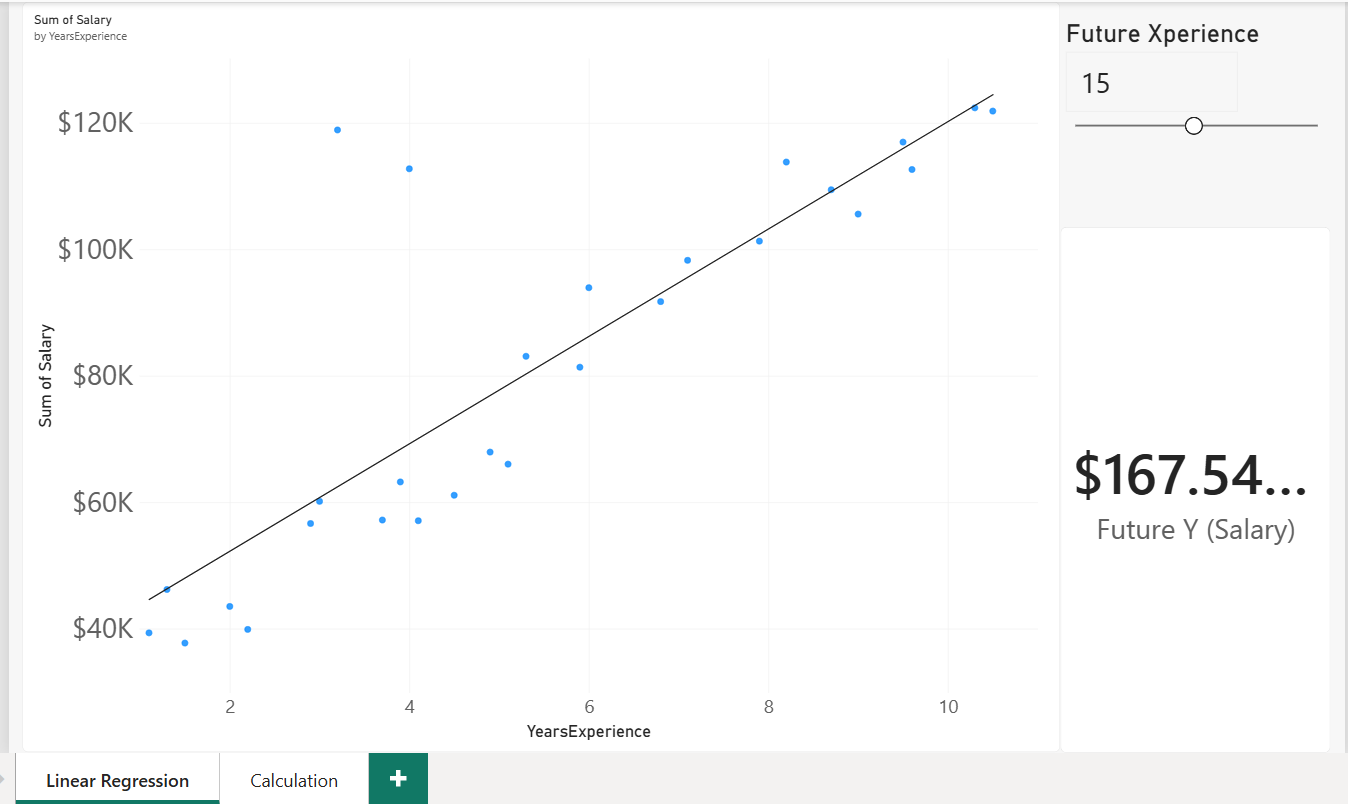 Sum of Salary
by YearsExperience
Sum of Salary
$120K
$100K
$80K
$60K
$40K
2 4 6 8 10
YearsExperience
Future Xperience
15
$167.54...
Future Y (Salary)
Linear Regression Calculation +